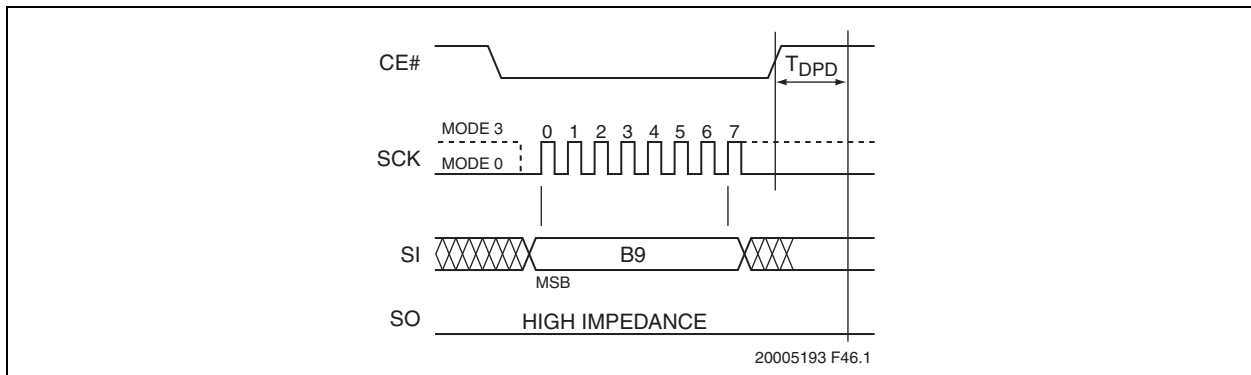 CE#
TDPD
MODE 3
0 1 2 3 4 5 6 7
SCK
MODE 0
SI
B9
MSB
SO
HIGH IMPEDANCE
20005193 F46.1